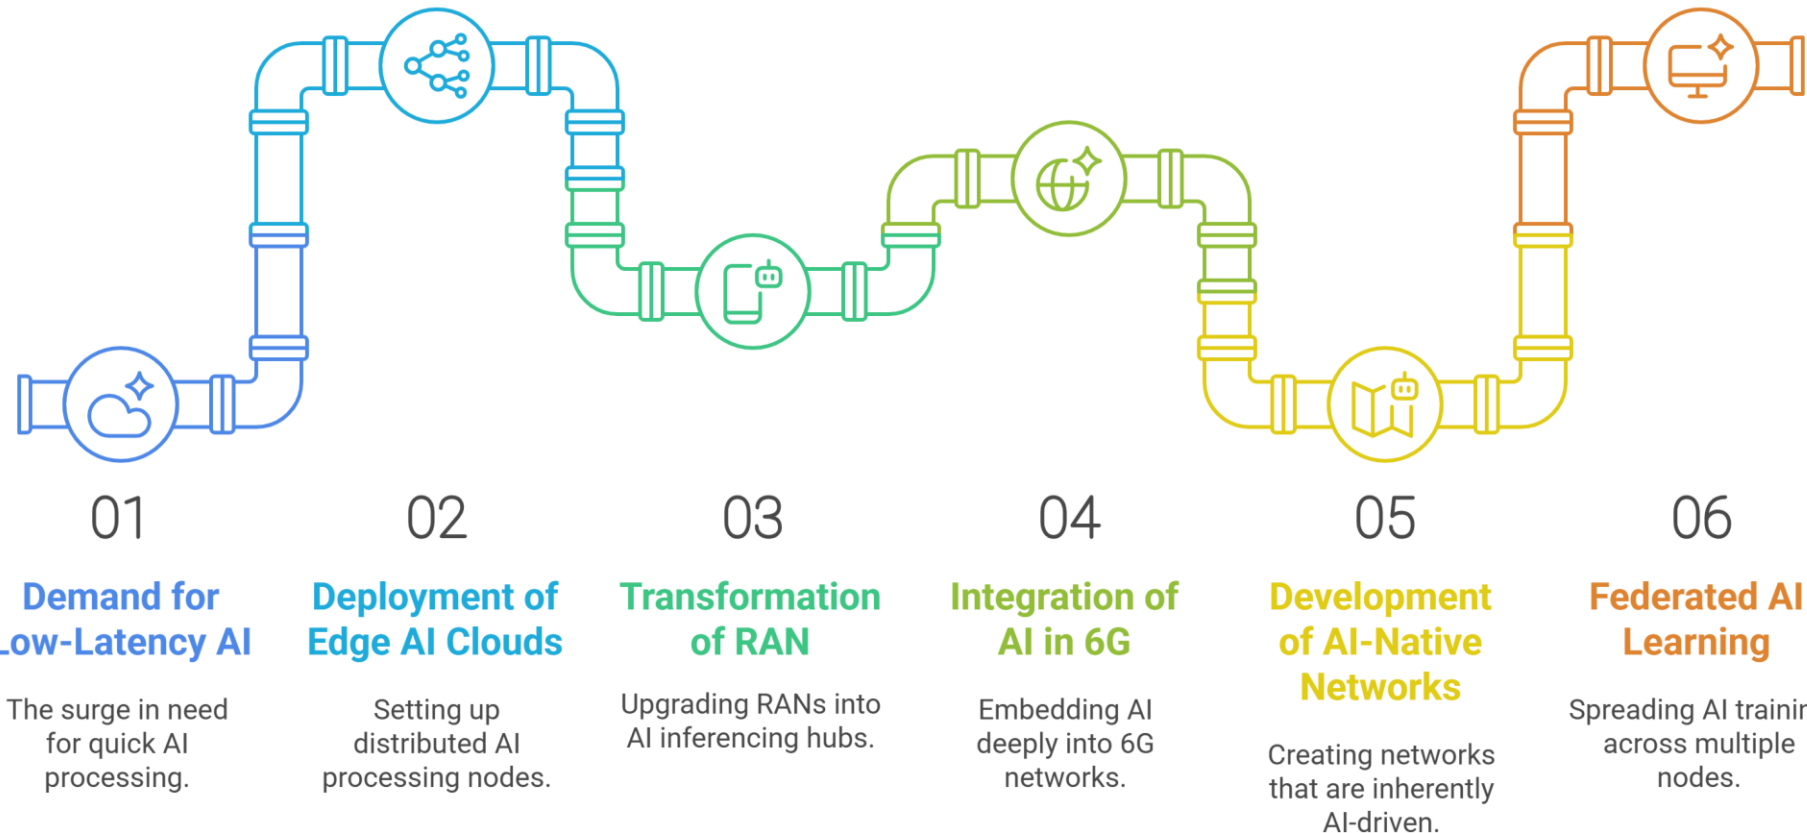 01
Demand for
Low-Latency AI
The surge in need
for quick AI
processing.
02
Deployment of
Edge AI Clouds
Setting up
distributed AI
processing nodes.
03
Transformation
of RAN
Upgrading RANs into
AI inferencing hubs.
04
Integration of
AI in 6G
Embedding AI
deeply into 6G
networks.
05
Development
of AI-Native
Networks
Creating networks
that are inherently
AI-driven.
06
Federated AI
Learning
Spreading AI trainin
across multiple
nodes.